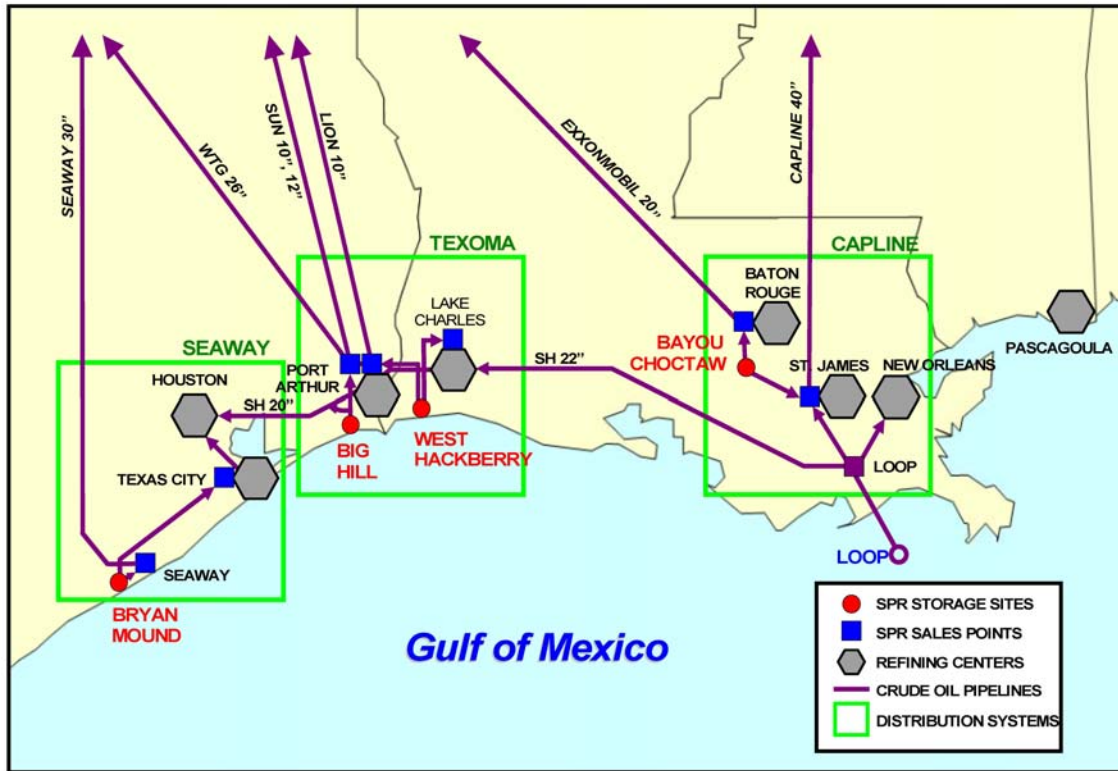 SEAWAY 30”
WTG 26”
SUN 10”, 12”
LION 10”
EXXONMOBIL 20”
CAPLINE 40”
TEXOMA
CAPLINE
BATON
ROUGE
LAKE
CHARLES
SEAWAY
HOUSTON
PORT
ARTHUR
SH 20”
SH 22”
BAYOU
CHOCTAW
ST. JAMES
NEW ORLEANS
PASCAGOULA
BIG
HILL
WEST
HACKBERRY
TEXAS CITY
LOOP
LOOP
SEAWAY
BRYAN
MOUND
Gulf of Mexico
SPR STORAGE SITES
SPR SALES POINTS
REFINING CENTERS
CRUDE OIL PIPELINES
DISTRIBUTION SYSTEMS